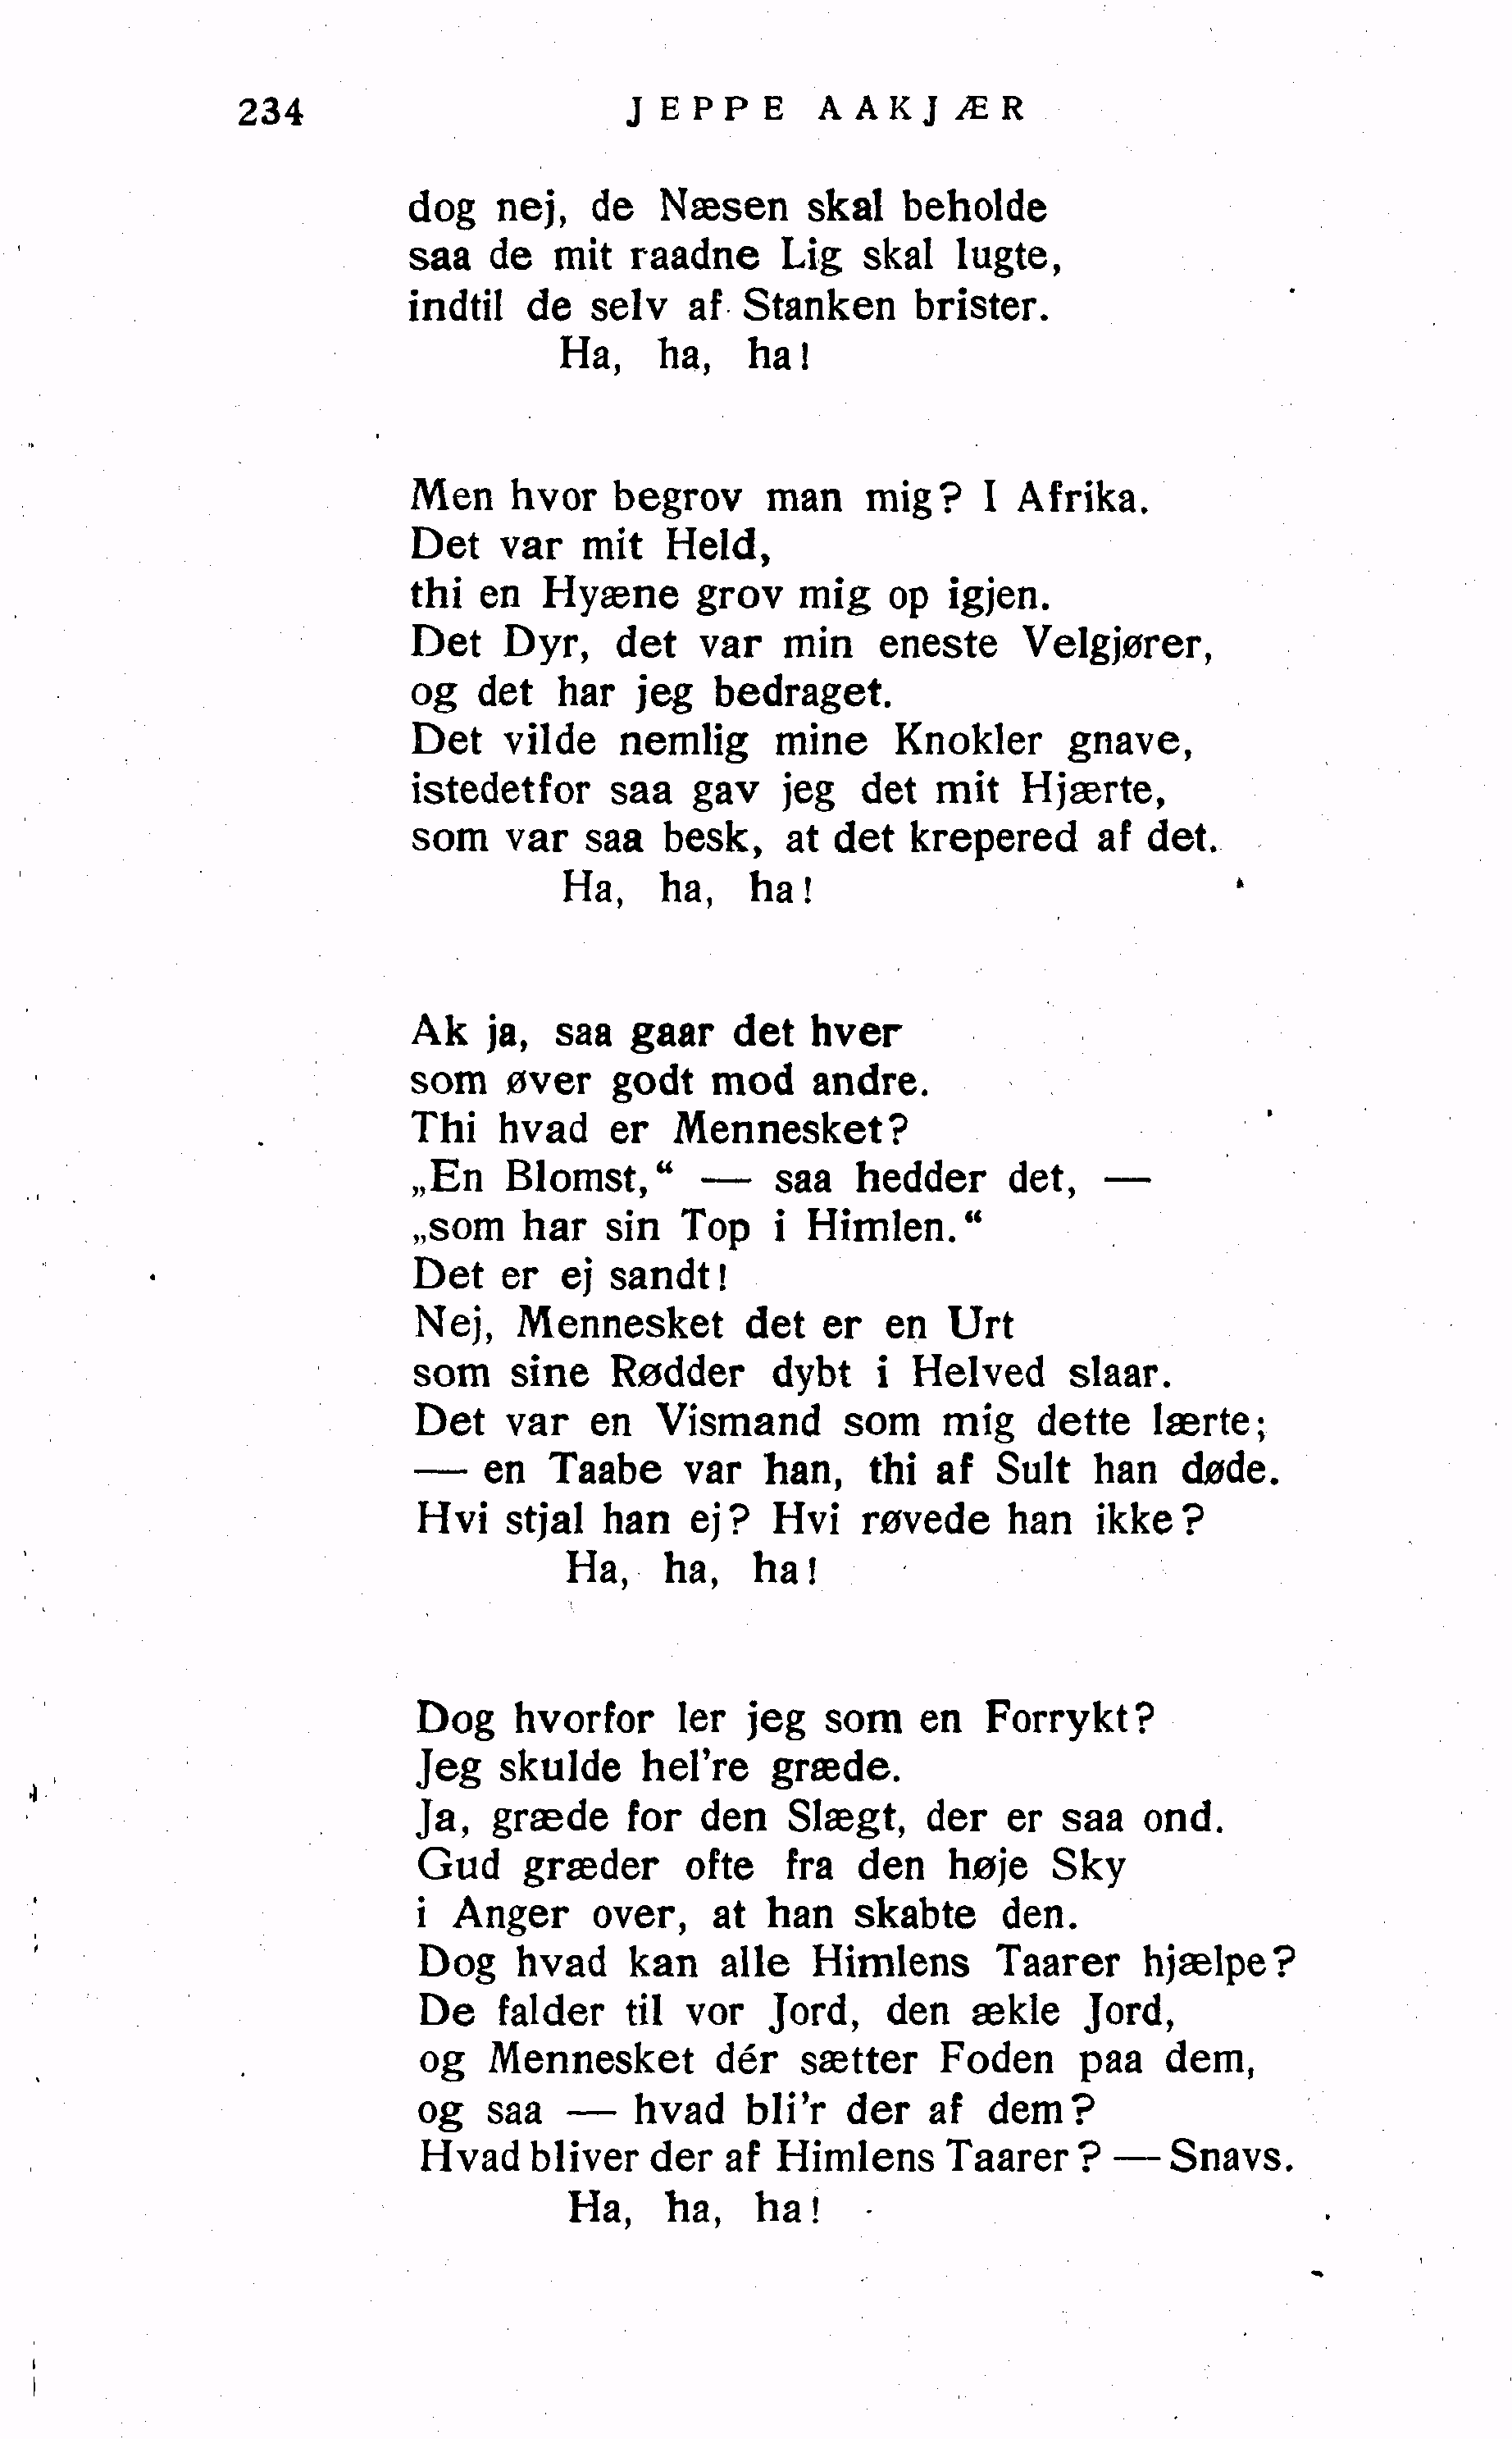 234 JEPPE AAKJÆR
dog nej, de Næsen skal beholde
saa de mit raadne Lig skal lugte,
indtil de selv af Stanken brister.
Ha, ha, ha!
Men hvor begrov man mig? I Afrika.
Det var mit Held,
thi en Hyæne grov mig op igjen.
Det Dyr, det var min eneste Velgjører,
og det har jeg bedraget.
Det vilde nemlig mine Knokler gnave,
istedetfor saa gav jeg det mit Hjærte,
som var saa besk, at det krepered af det.
Ha, ha, ha!
Ak ja, saa gaar det hver
som øver godt mod andre.
Thi hvad er Mennesket?
„En Blomst,“ — saa hedder det, —
„som har sin Top i Himlen.“
Det er ej sandt!
Nej, Mennesket det er en Urt
som sine Rødder dybt i Helved slaar.
Det var en Vismand som mig dette lærte;
— en Taabe var han, thi af Sult han døde.
Hvi stjal han ej? Hvi røvede han ikke?
Ha, ha, ha!
Dog hvorfor ler jeg som en Forrykt?
Jeg skulde hel're græde.
Ja, græde for den Slægt, der er saa ond.
Gud græder ofte fra den høje Sky
i Anger over, at han skabte den.
Dog hvad kan alle Himlens Taarer hjælpe?
De falder til vor Jord, den ækle Jord,
og Mennesket dér sætter Foden paa dem,
og saa — hvad bli'r der af dem?
Hvad bliver der af Himlens Taarer? — Snavs.
Ha, ha, ha!